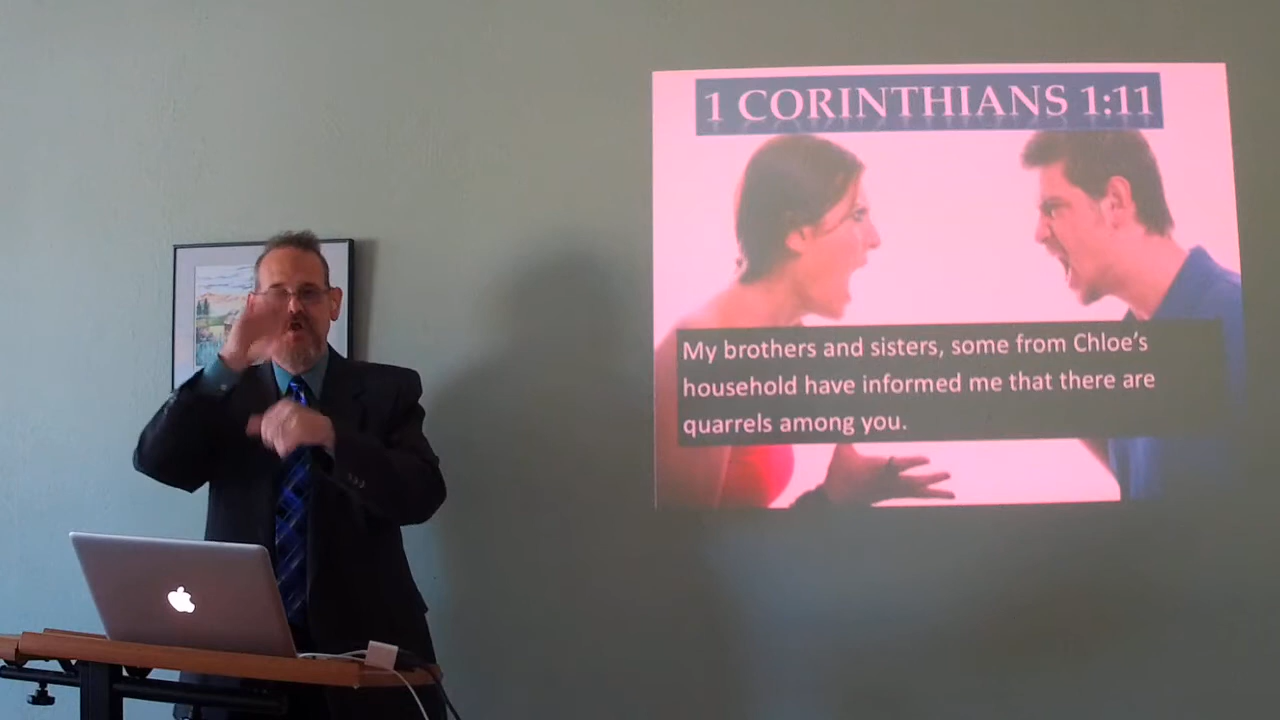 1 CORINTHIANS 1:11
My brothers and sisters, some from Chloe's
household have informed me that there are
quarrels among you.